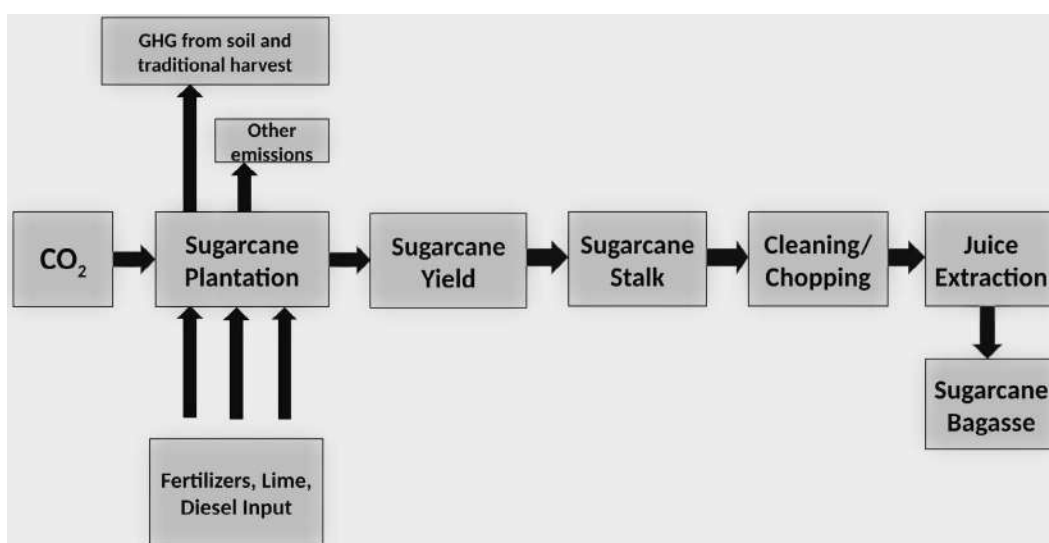 GHG from soil and
traditional harvest
Other
emissions
CO₂
Sugarcane
Plantation
Sugarcane
Yield
Sugarcane
Stalk
Cleaning/
Chopping
Juice
Extraction
Sugarcane
Bagasse
Fertilizers, Lime,
Diesel Input